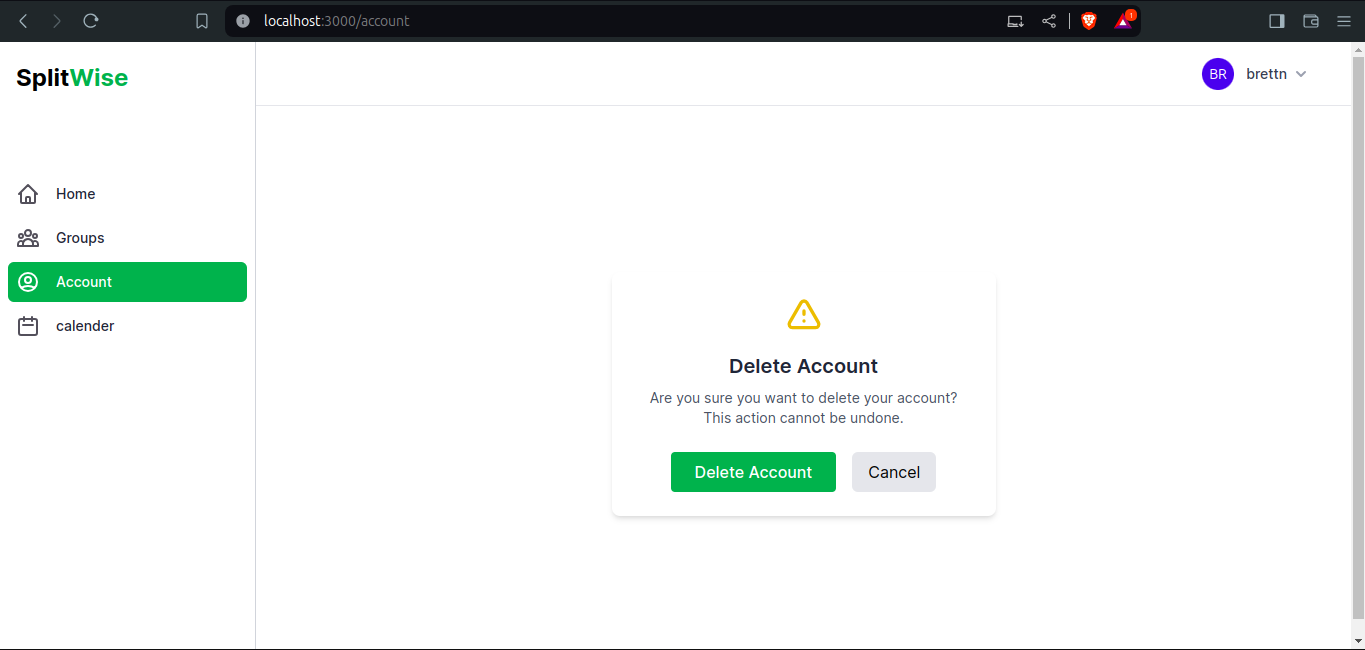 localhost:3000/account
1
SplitWise
BR brettn
Home
Groups
Account
calender
Delete Account
Are you sure you want to delete your account?
This action cannot be undone.
Delete Account Cancel